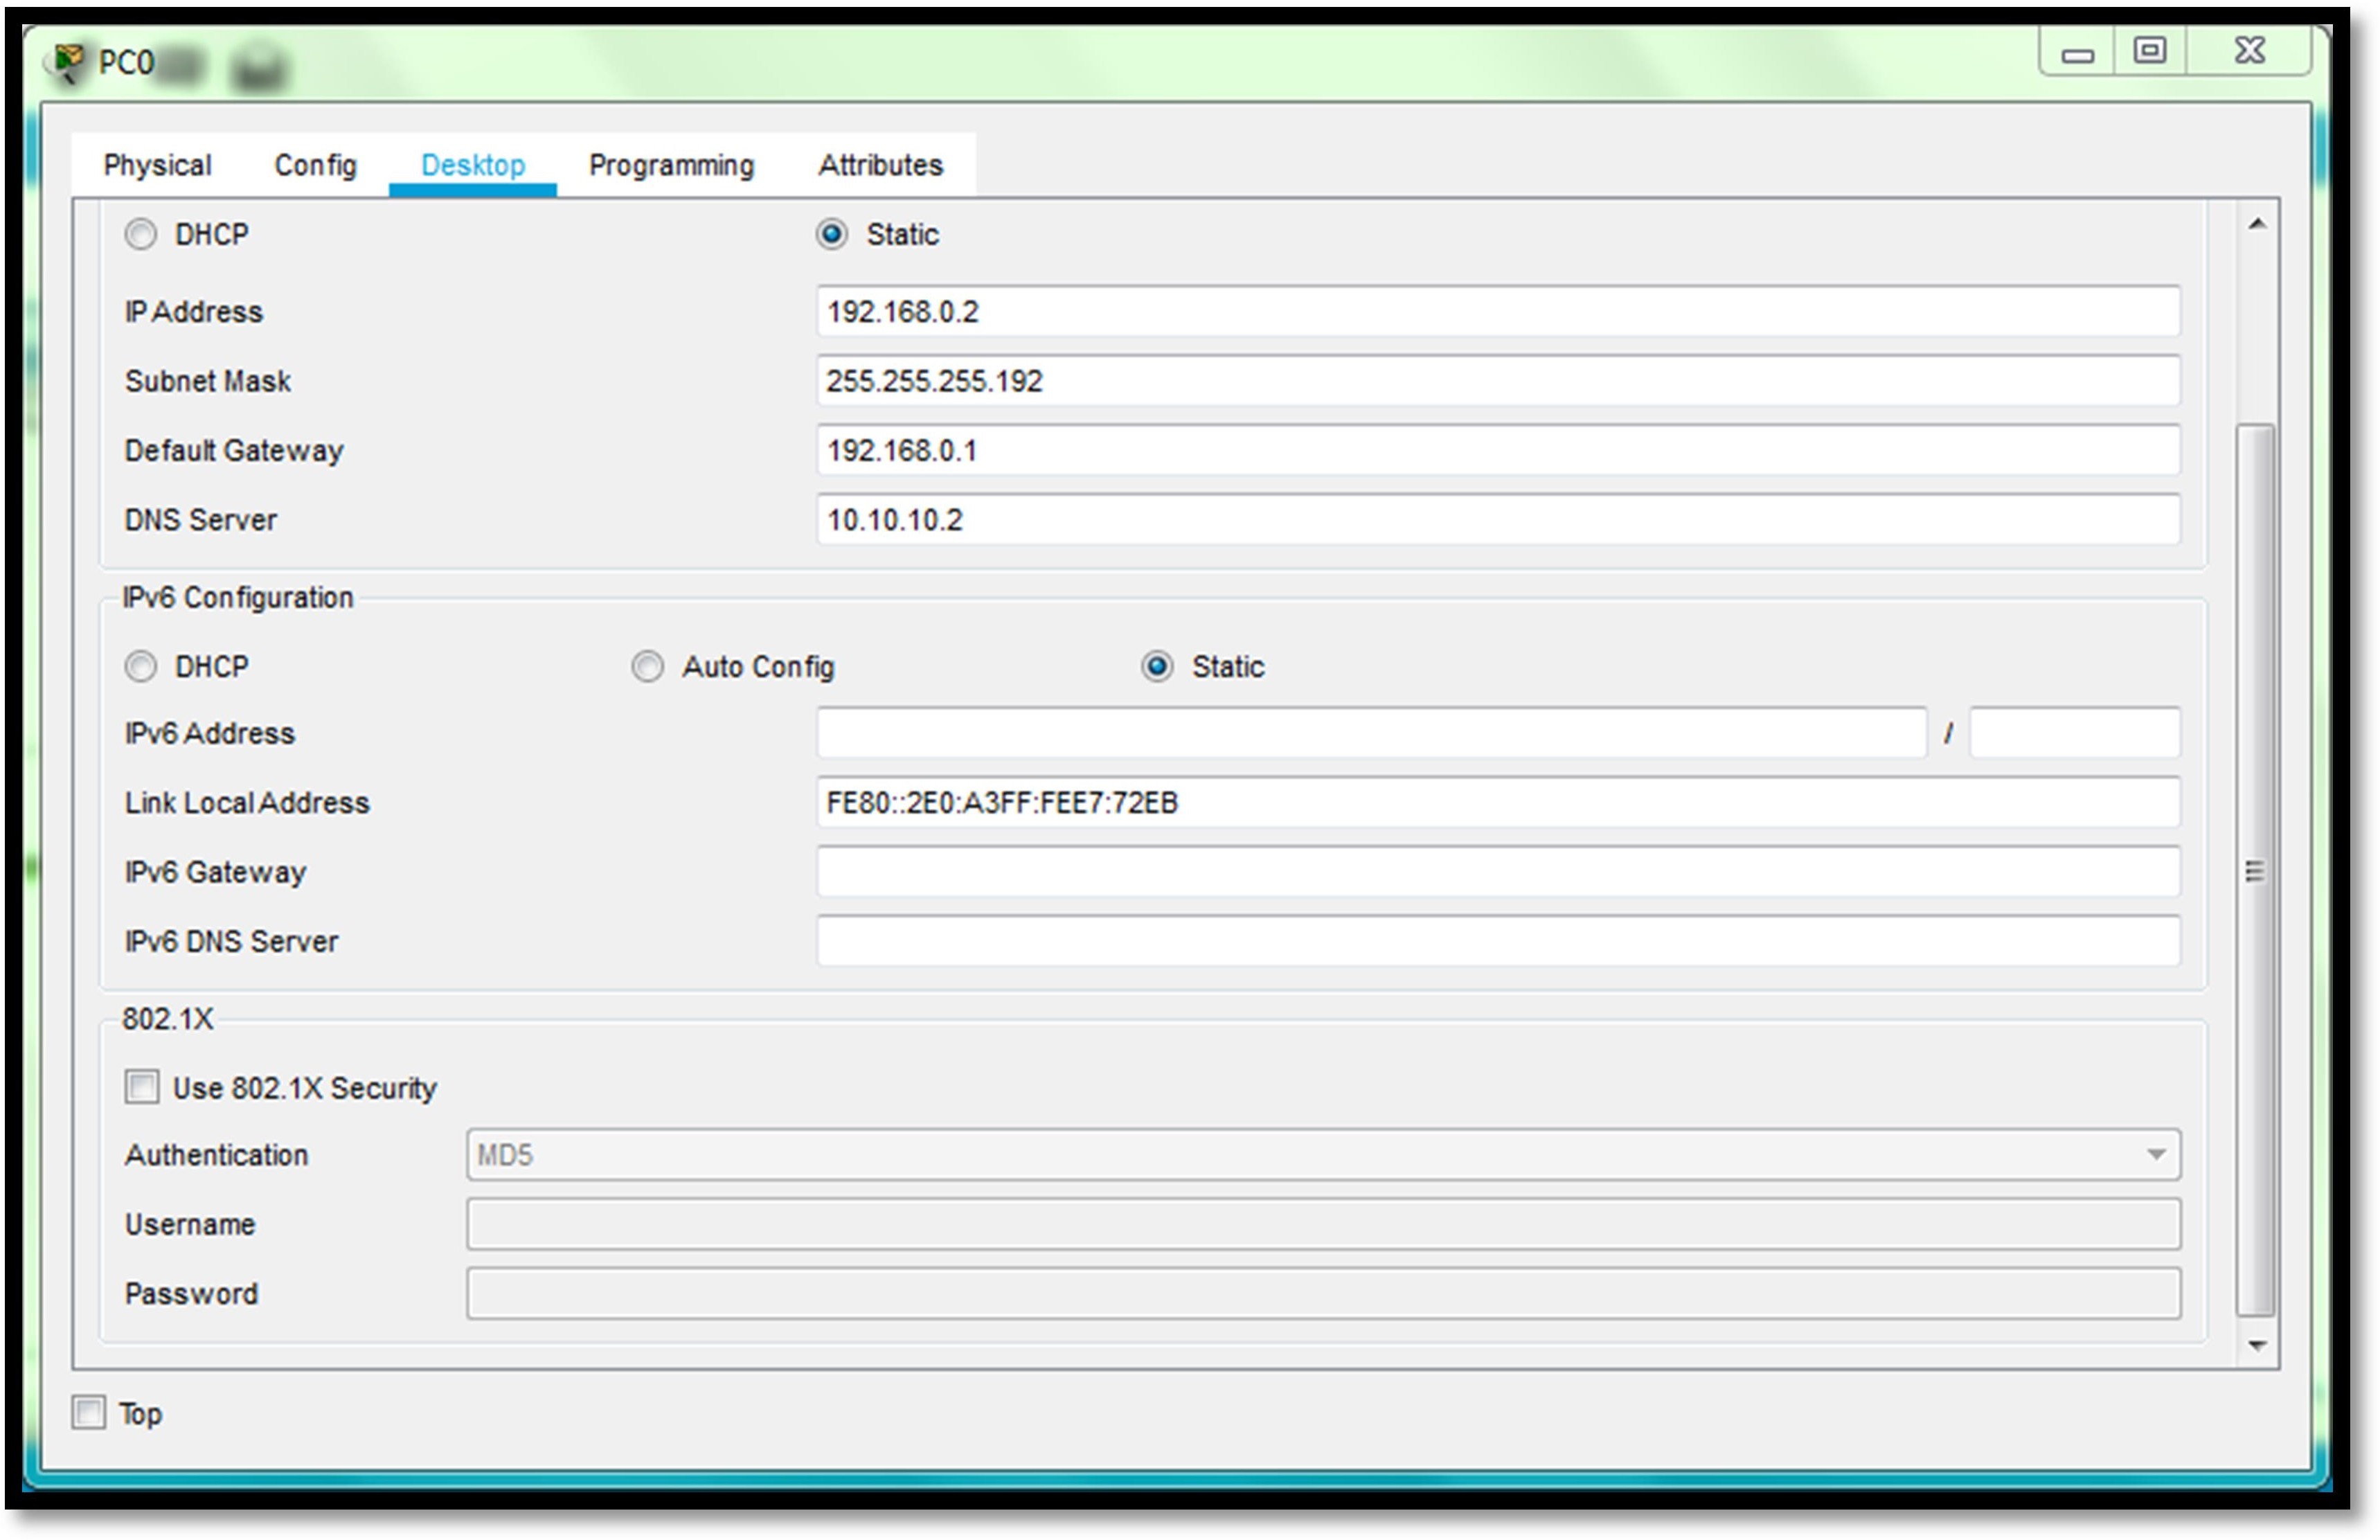 PC0
Physical Config Desktop Programming Attributes
DHCP Static
IP Address 192.168.0.2
Subnet Mask 255.255.255.192
Default Gateway 192.168.0.1
DNS Server 10.10.10.2
IPv6 Configuration
DHCP Auto Config Static
IPv6 Address /
Link Local Address FE80::2E0:A3FF:FEE7:72EB
IPv6 Gateway
IPv6 DNS Server
802.1X
Use 802.1X Security
Authentication MD5
Username
Password
Top